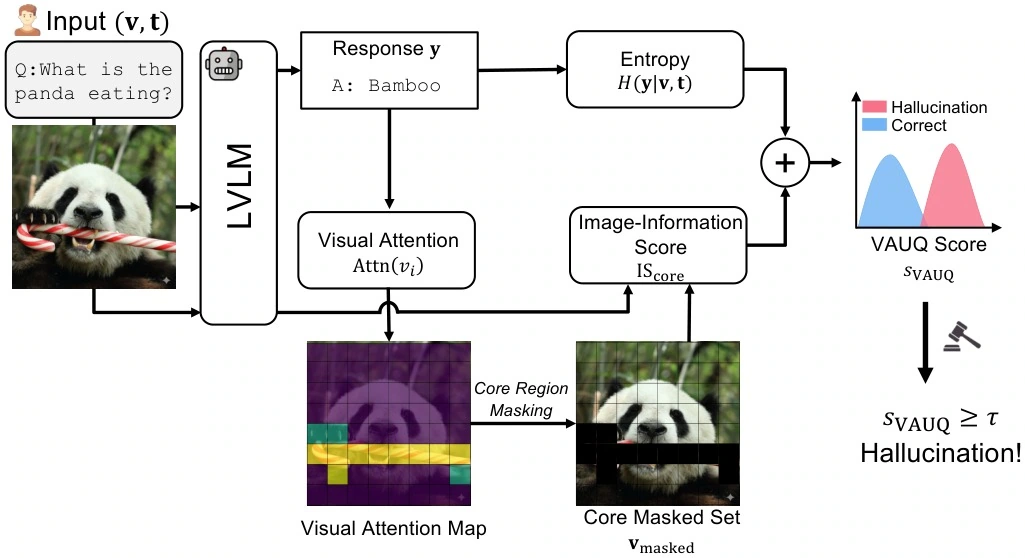 Input (𝐯, 𝐭)
Q:What is the
panda eating?
LVLM
Response 𝐲
A: Bamboo
Entropy
H(𝐲|𝐯, 𝐭)
+
Hallucination
Correct
VAUQ Score
s_VAUQ
Visual Attention
Attn(v_i)
Image-Information
Score
IS_core
Core Region
Masking
Visual Attention Map
Core Masked Set
𝐯_masked
s_VAUQ ≥ τ
Hallucination!